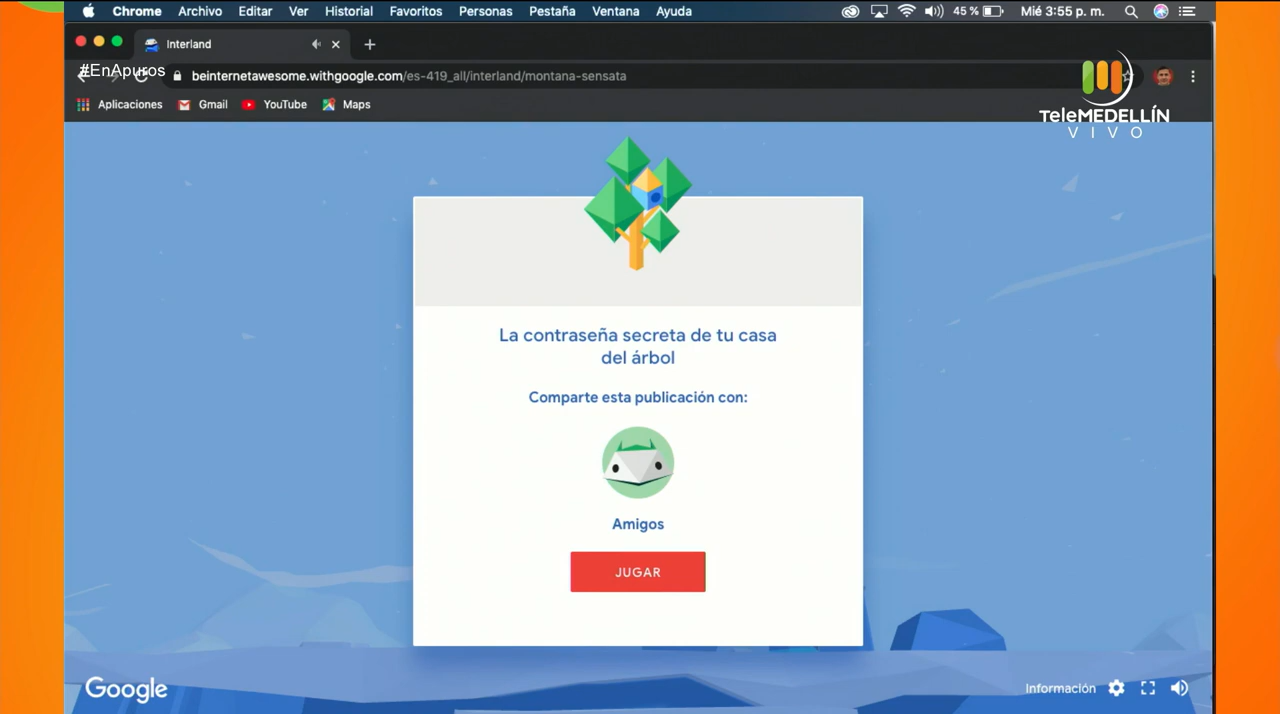 Chrome Archivo Editar Ver Historial Favoritos Personas Pestaña Ventana Ayuda 45 % Mié 3:55 p. m.
Interland
#EnApuros
beinternetawesome.withgoogle.com/es-419_all/interland/montana-sensata
Aplicaciones Gmail YouTube Maps
TeleMEDELLÍN
VIVO
La contraseña secreta de tu casa
del árbol
Comparte esta publicación con:
Amigos
JUGAR
Google
Información